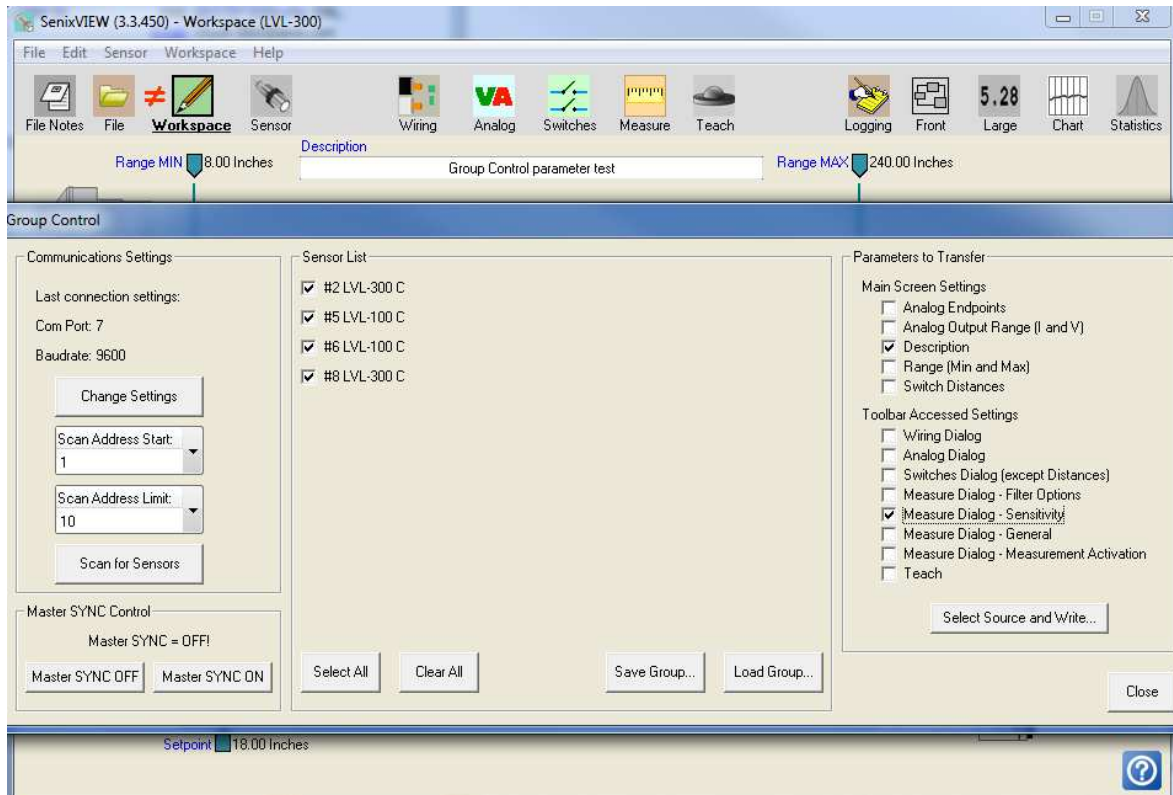 SenixVIEW (3.3.450) - Workspace (LVL-300)
File Edit Sensor Workspace Help
File Notes File Workspace Sensor Wiring VA Analog Switches Measure Teach Logging Front 5.28 Large Chart Statistics
Description
Range MIN 8.00 Inches
Group Control parameter test
Range MAX 240.00 Inches
Group Control
Communications Settings
Last connection settings:
Com Port: 7
Baudrate: 9600
Change Settings
Scan Address Start:
1
Scan Address Limit:
10
Scan for Sensors
Master SYNC Control
Master SYNC = OFF!
Master SYNC OFF
Master SYNC ON
Sensor List
#2 LVL-300 C
#5 LVL-100 C
#6 LVL-100 C
#8 LVL-300 C
Select All
Clear All
Save Group...
Load Group...
Parameters to Transfer
Main Screen Settings
Analog Endpoints
Analog Output Range (I and V)
Description
Range (Min and Max)
Switch Distances
Toolbar Accessed Settings
Wiring Dialog
Analog Dialog
Switches Dialog (except Distances)
Measure Dialog - Filter Options
Measure Dialog - Sensitivity
Measure Dialog - General
Measure Dialog - Measurement Activation
Teach
Select Source and Write...
Close
Setpoint 18.00 Inches